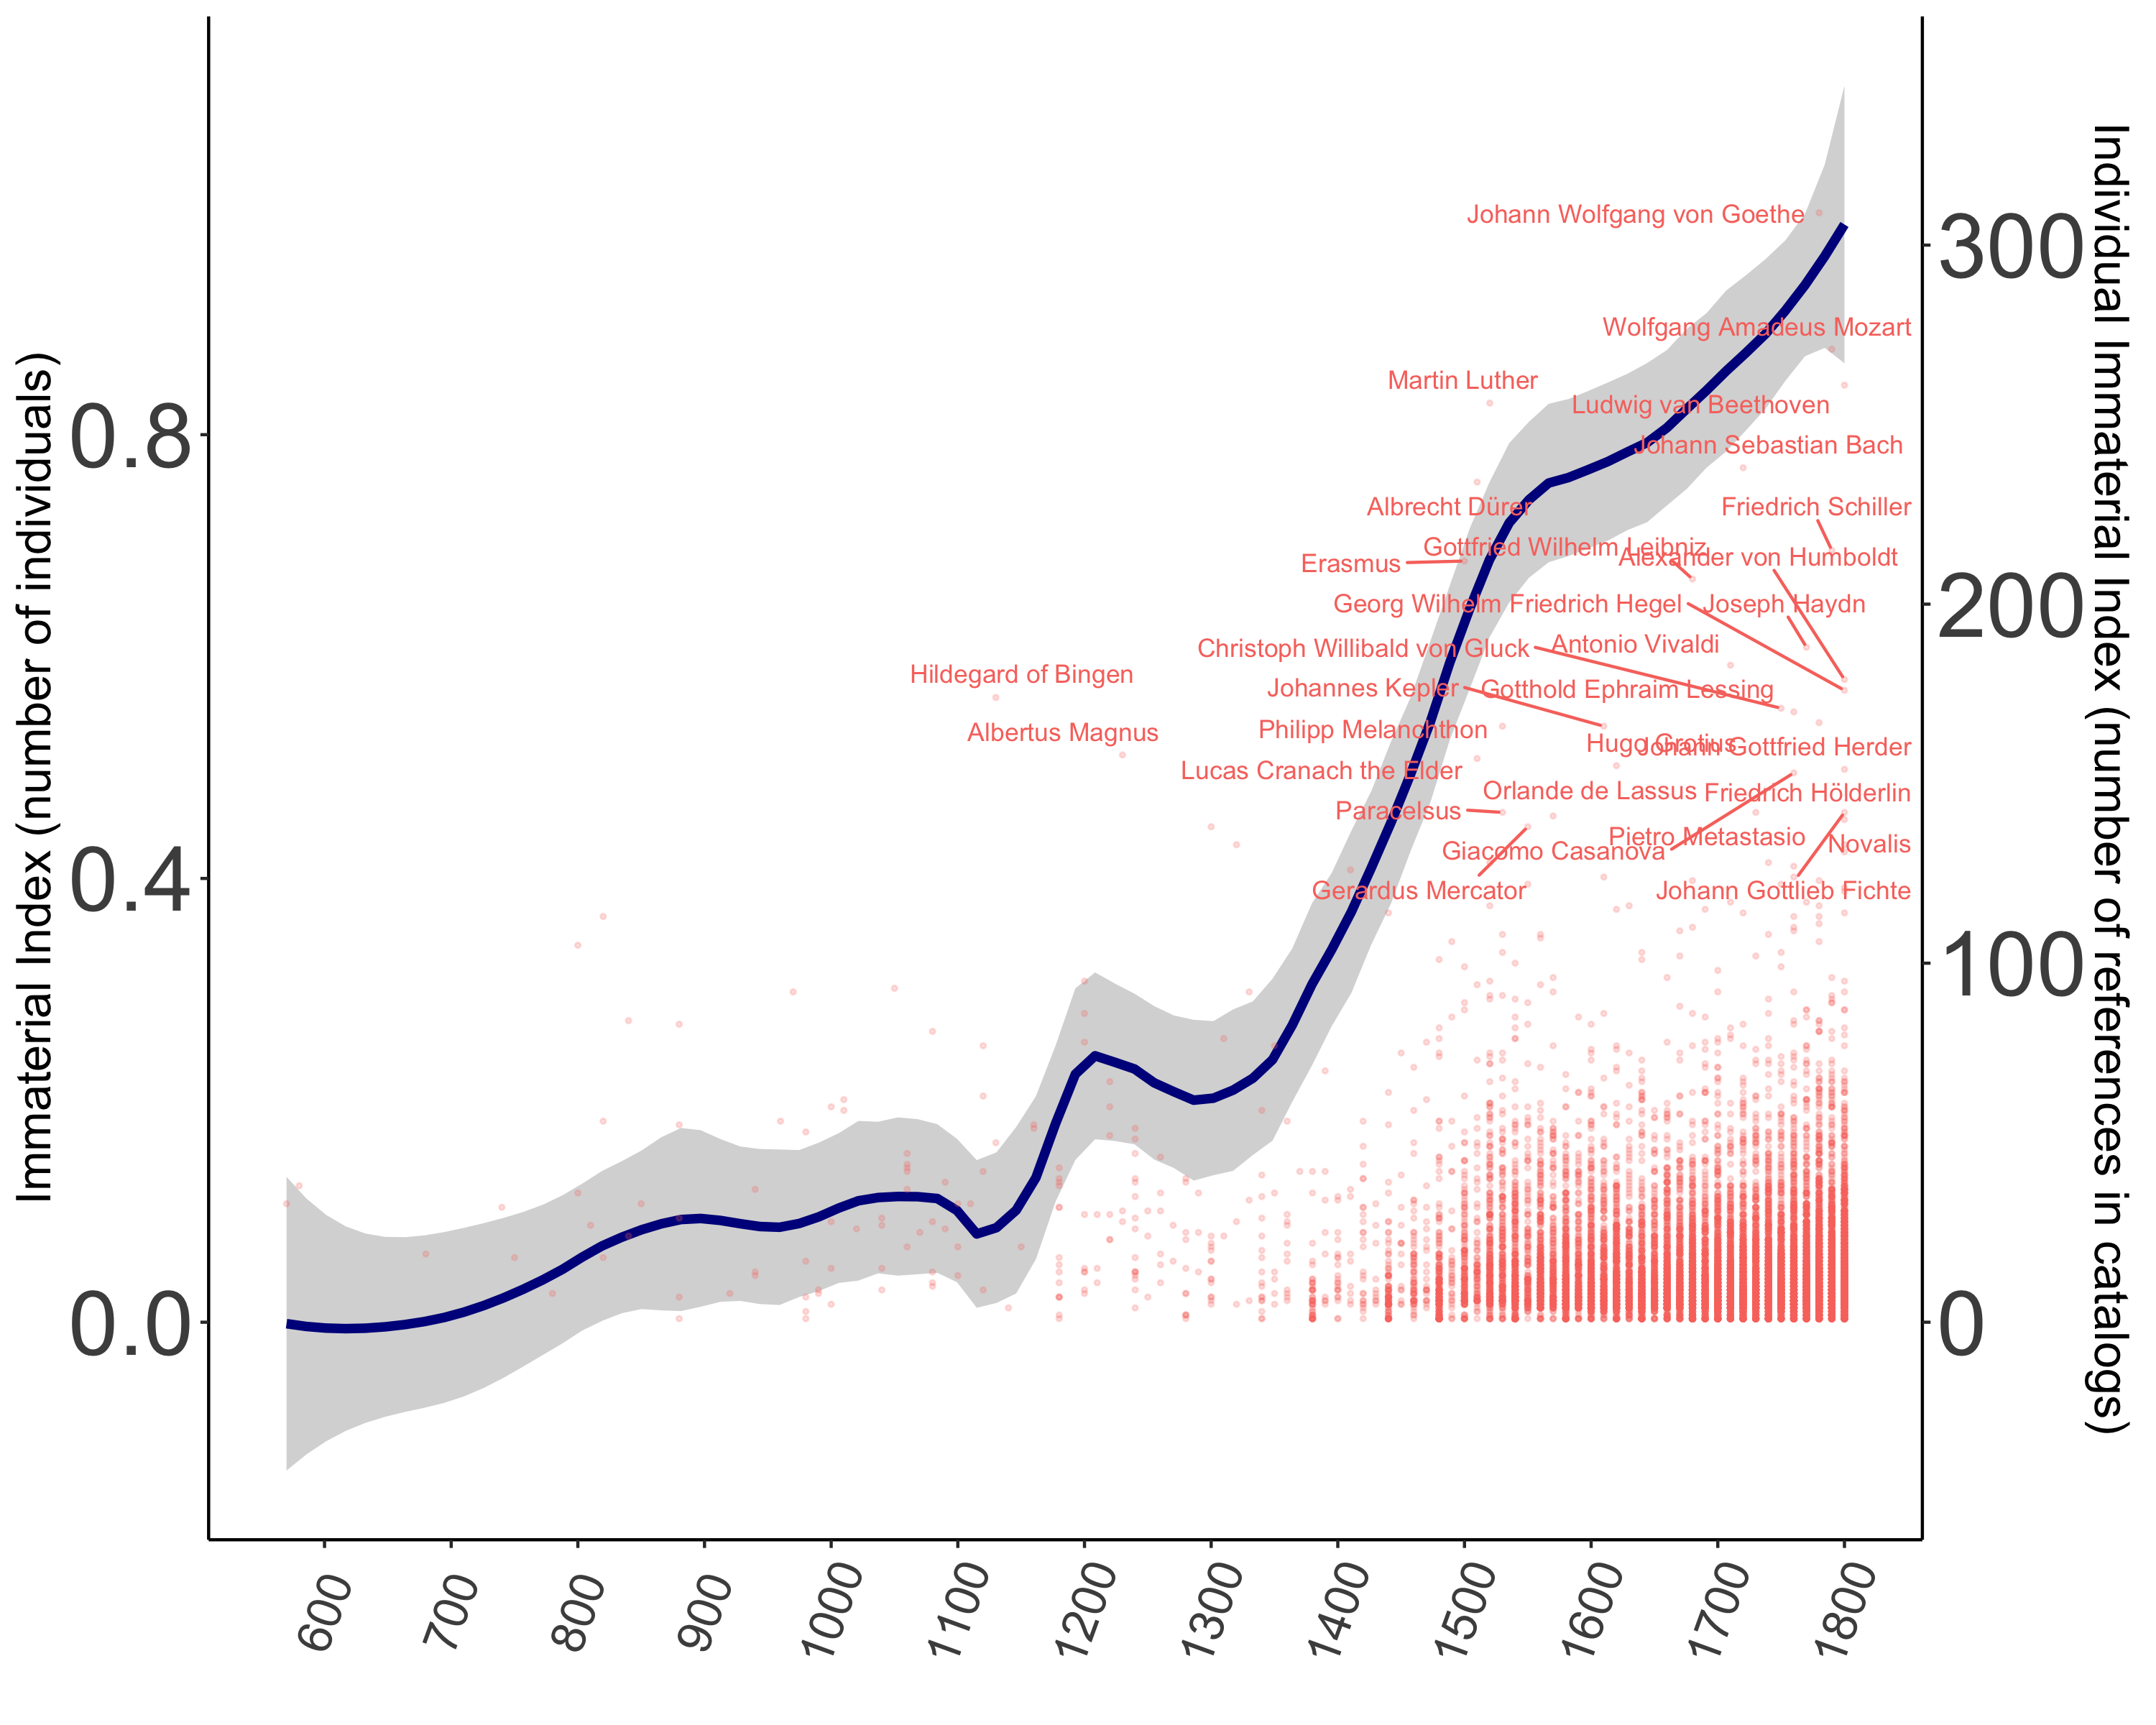 Immaterial Index (number of individuals)
0.8
0.4
0.0
Johann Wolfgang von Goethe
Wolfgang Amadeus Mozart
Martin Luther
Ludwig van Beethoven
Johann Sebastian Bach
Albrecht Dürer
Friedrich Schiller
Gottfried Wilhelm Leibniz
Alexander von Humboldt
Erasmus
Georg Wilhelm Friedrich Hegel
Joseph Haydn
Christoph Willibald von Gluck
Antonio Vivaldi
Hildegard of Bingen
Johannes Kepler
Gotthold Ephraim Lessing
Albertus Magnus
Philipp Melanchthon
Hugo Grotius
Johann Gottfried Herder
Lucas Cranach the Elder
Orlande de Lassus
Friedrich Hölderlin
Paracelsus
Pietro Metastasio
Giacomo Casanova
Novalis
Gerardus Mercator
Johann Gottlieb Fichte
300
200
100
0
Individual Immaterial Index (number of references in catalogs)
600
700
800
900
1000
1100
1200
1300
1400
1500
1600
1700
1800